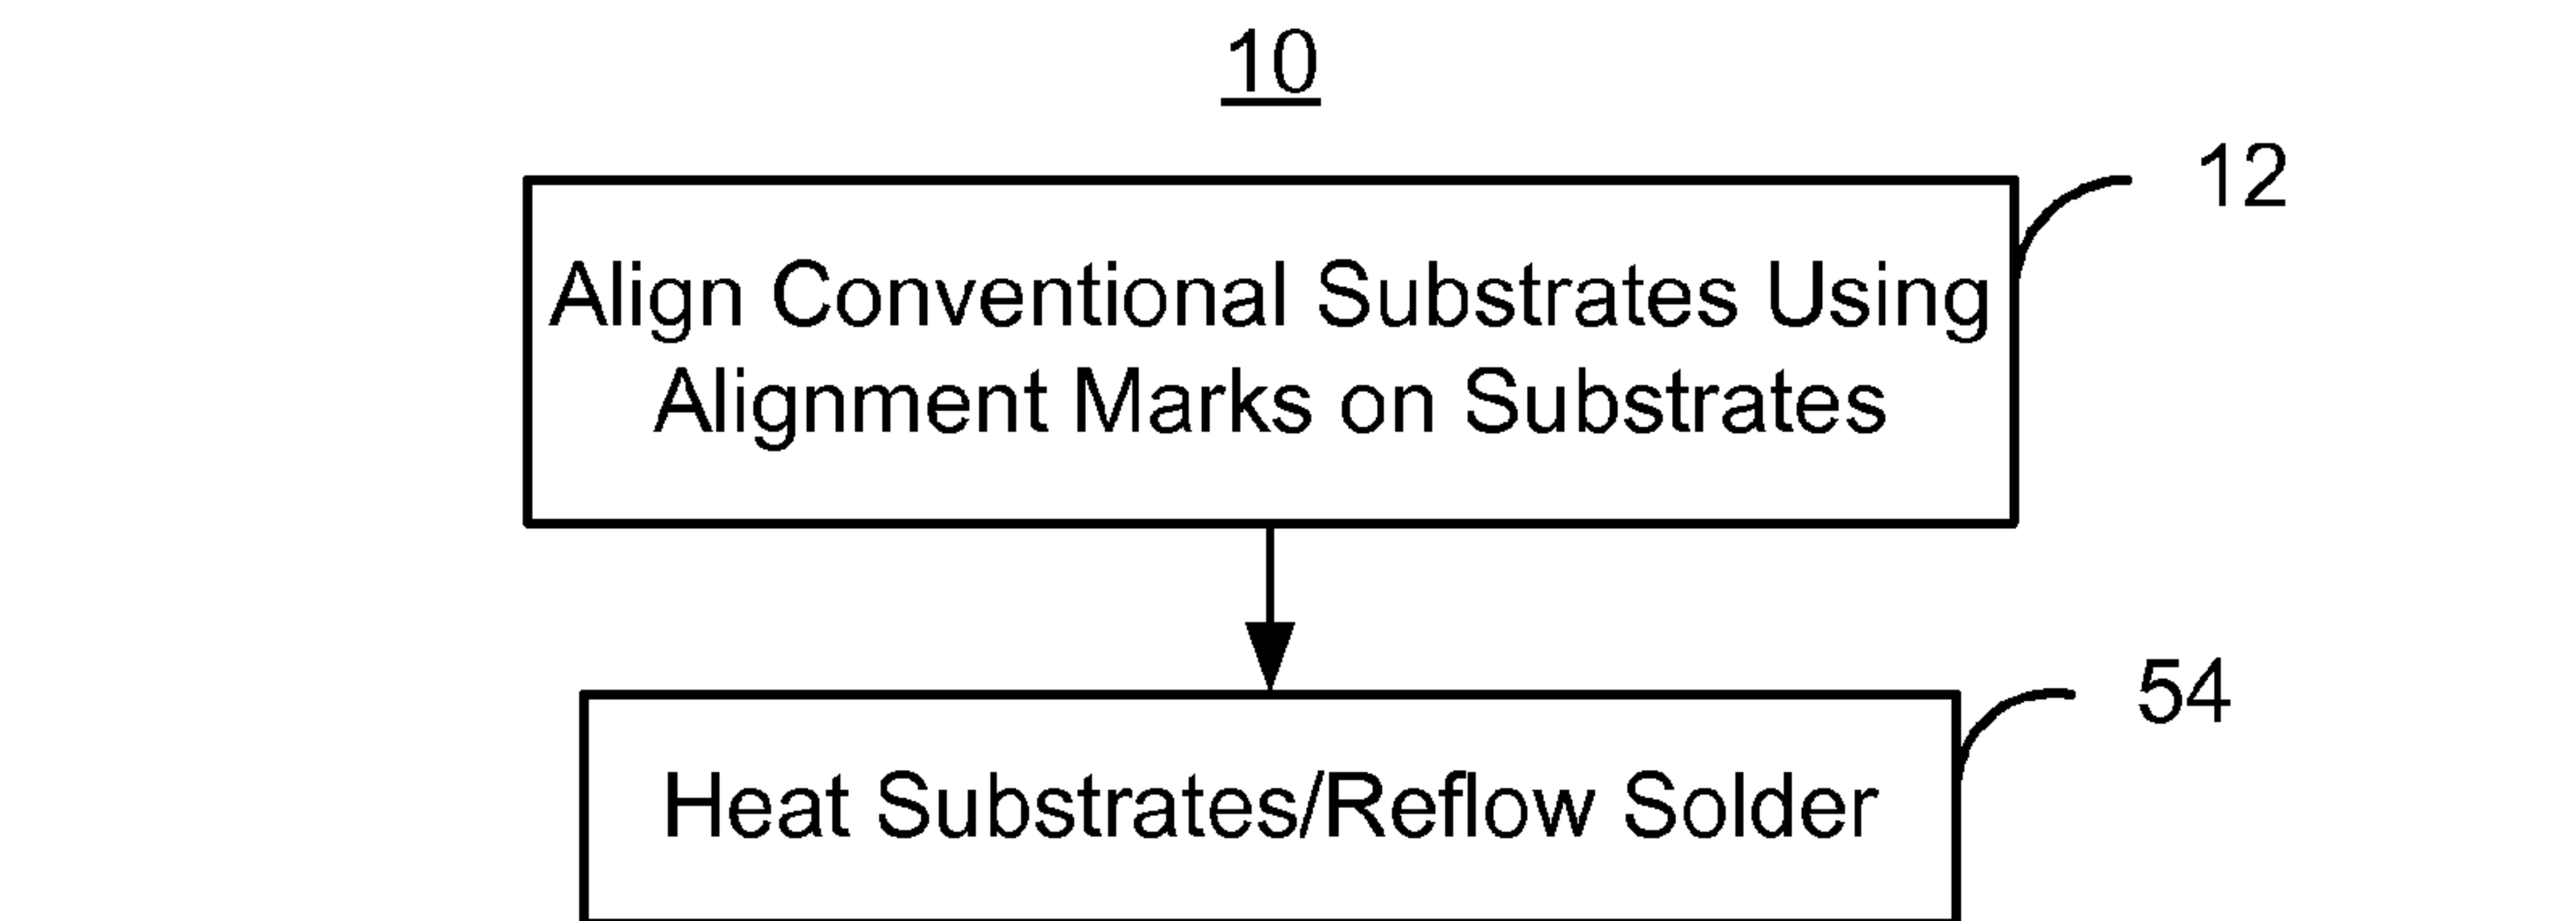 10
12
Align Conventional Substrates Using
Alignment Marks on Substrates
54
Heat Substrates/Reflow Solder